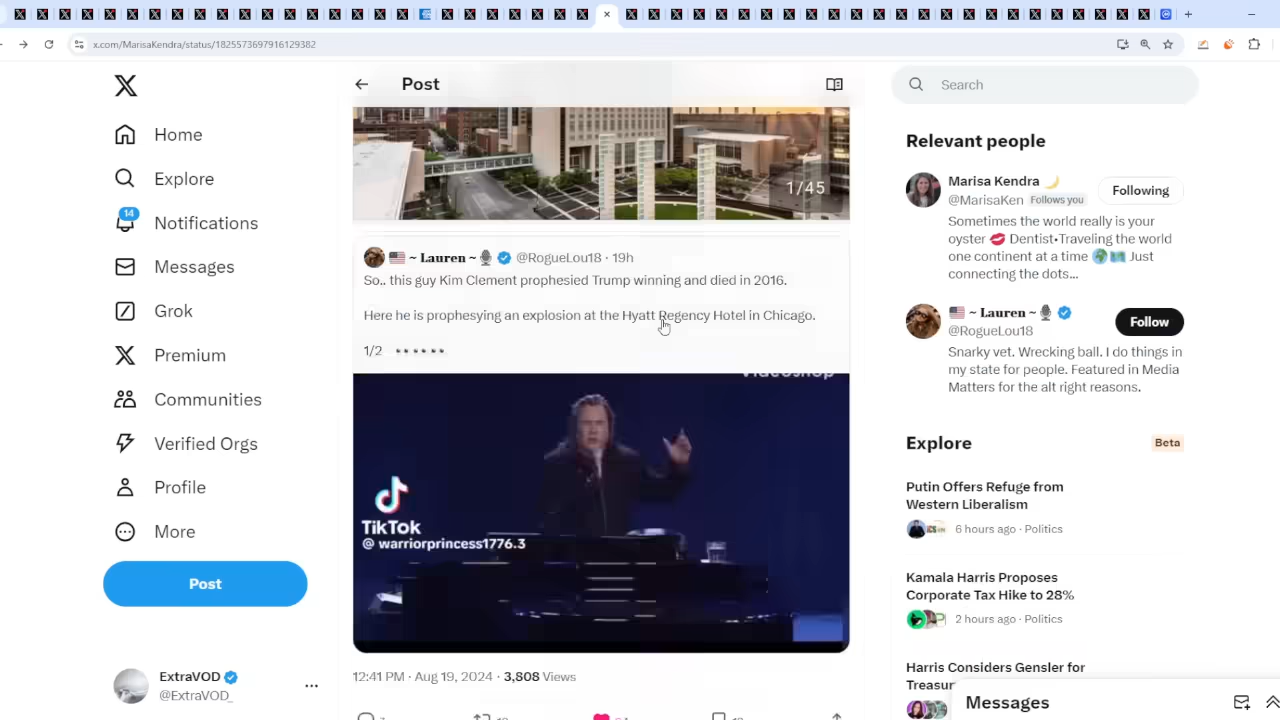 x.com/MarisaKendra/status/1825573697916129382
Post
Search
Home
Explore
14
Notifications
Messages
Grok
Premium
Communities
Verified Orgs
Profile
More
Post
ExtraVOD
@ExtraVOD_
1/45
~ Lauren ~ @RogueLou18 · 19h
So.. this guy Kim Clement prophesied Trump winning and died in 2016.
Here he is prophesying an explosion at the Hyatt Regency Hotel in Chicago.
1/2
Videoshop
TikTok
@ warriorprincess1776.3
12:41 PM · Aug 19, 2024 · 3,808 Views
Relevant people
Marisa Kendra
@MarisaKen Follows you
Following
Sometimes the world really is your
oyster Dentist•Traveling the world
one continent at a time Just
connecting the dots...
~ Lauren ~
@RogueLou18
Follow
Snarky vet. Wrecking ball. I do things in
my state for people. Featured in Media
Matters for the alt right reasons.
Explore
Beta
Putin Offers Refuge from
Western Liberalism
6 hours ago · Politics
Kamala Harris Proposes
Corporate Tax Hike to 28%
2 hours ago · Politics
Harris Considers Gensler for
Messages